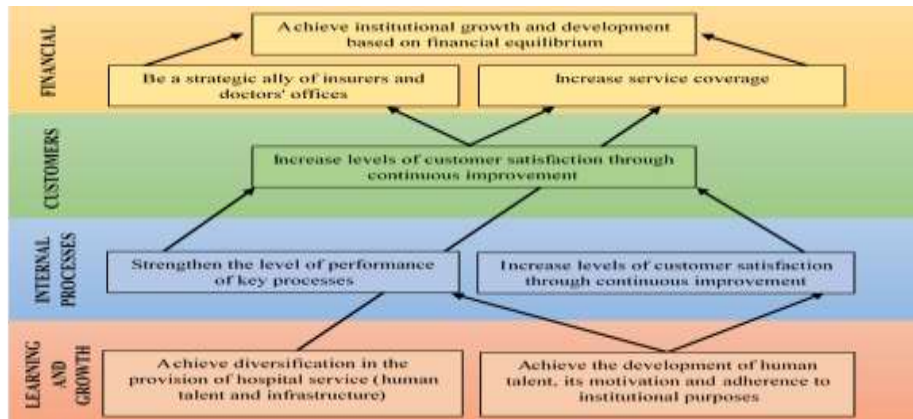 FINANCIAL
Achieve institutional growth and development
based on financial equilibrium
Be a strategic ally of insurers and
doctors' offices
Increase service coverage
CUSTOMERS
Increase levels of customer satisfaction through
continuous improvement
INTERNAL
PROCESSES
Strengthen the level of performance
of key processes
Increase levels of customer satisfaction
through continuous improvement
LEARNING
AND
GROWTH
Achieve diversification in the
provision of hospital service (human
talent and infrastructure)
Achieve the development of human
talent, its motivation and adherence to
institutional purposes